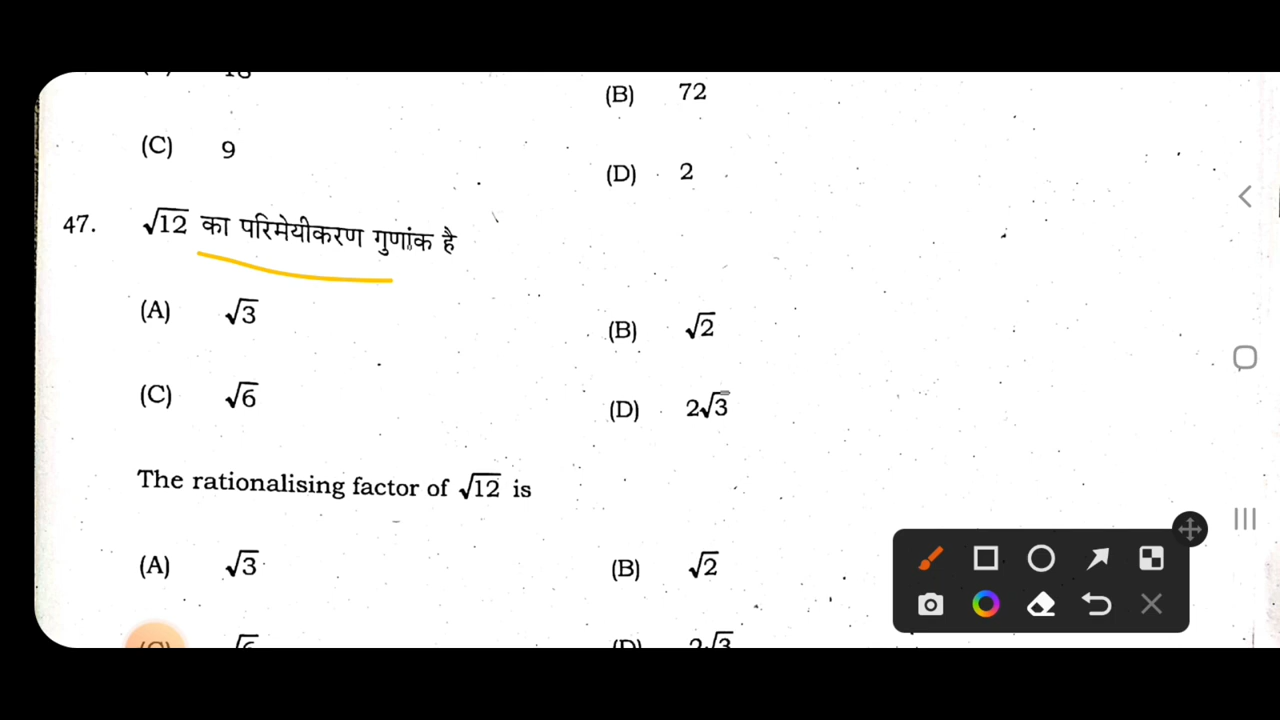 (B) 72
(C) 9
(D) 2
47. √12 का परिमेयीकरण गुणांक है
(A) √3 (B) √2
(C) √6 (D) 2√3
The rationalising factor of √12 is
(A) √3 (B) √2